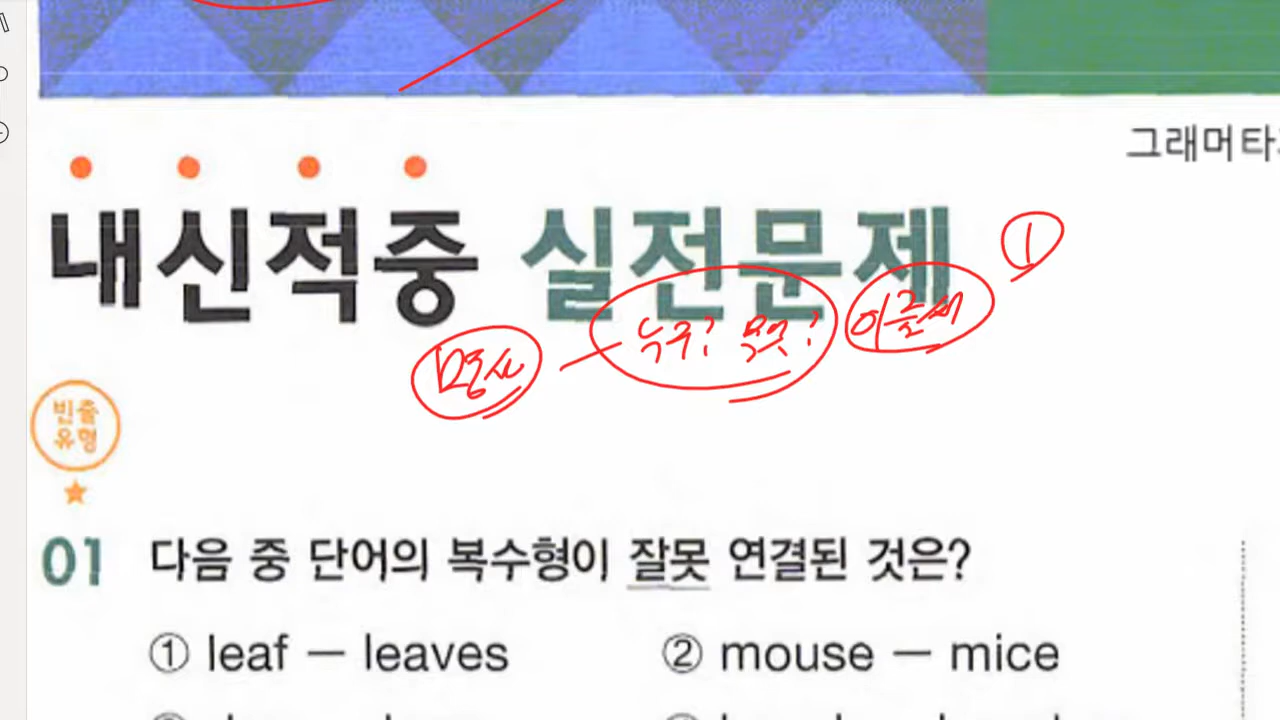 그래머타
내신적중 실전문제 ①
누구? 무엇? 이름씨
명사
빈출
유형
01 다음 중 단어의 복수형이 잘못 연결된 것은?
① leaf – leaves ② mouse – mice